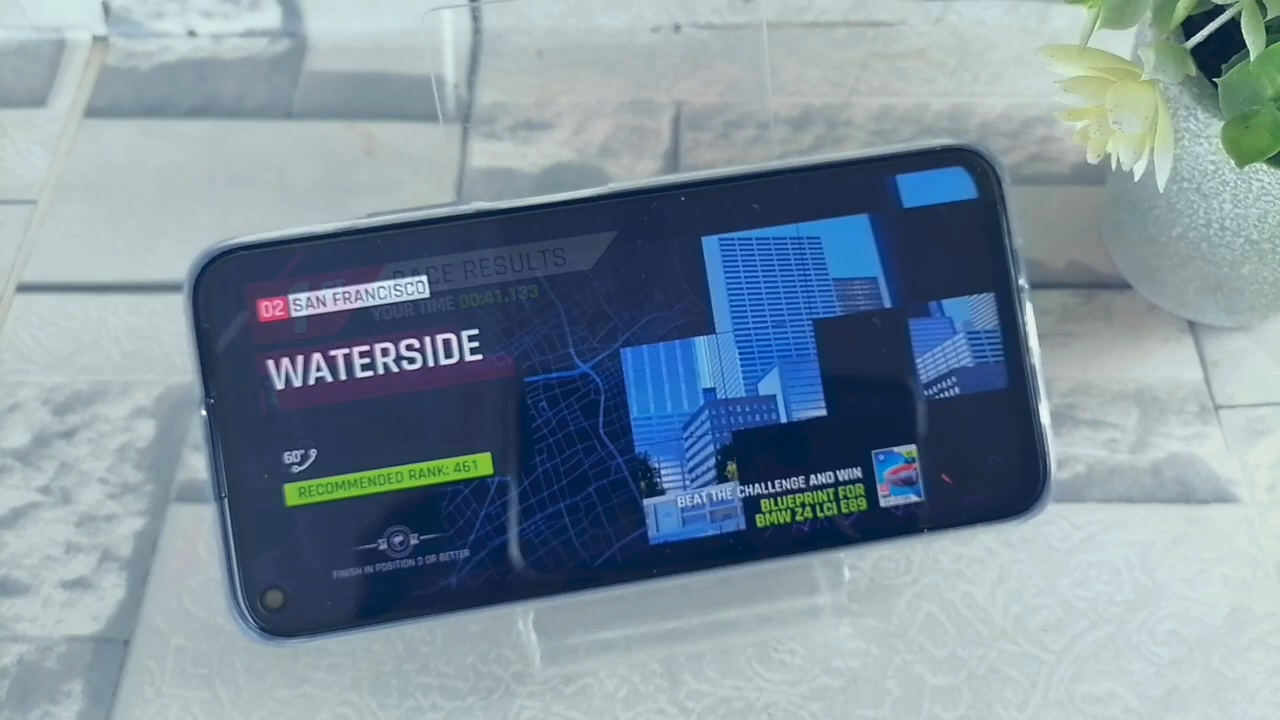 RACE RESULTS
02 SAN FRANCISCO
YOUR TIME 00:41.133
WATERSIDE
60"
RECOMMENDED RANK: 461
FINISH IN POSITION 3 OR BETTER
BEAT THE CHALLENGE AND WIN
BLUEPRINT FOR
BMW Z4 LCI E89